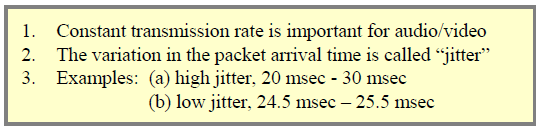 1. Constant transmission rate is important for audio/video
2. The variation in the packet arrival time is called “jitter”
3. Examples: (a) high jitter, 20 msec - 30 msec
(b) low jitter, 24.5 msec – 25.5 msec